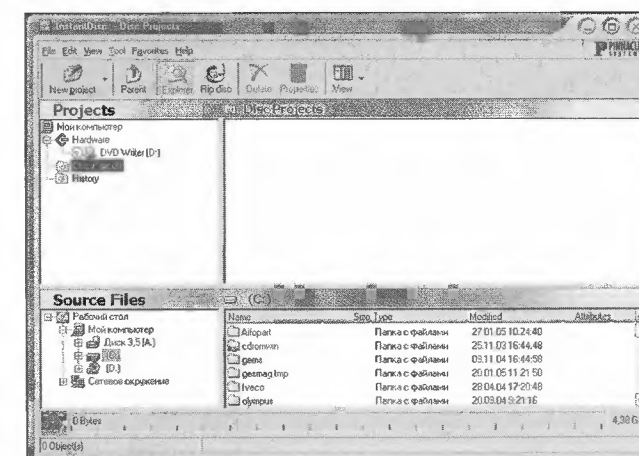 InstantDisc - Disc Projects
File Edit View Tool Favorites Help
PINNACLE
SYSTEMS
New project Parent Explorer Rip disc Delete Properties View
Projects
Disc Projects
Мой компьютер
Hardware
DVD Writer (D:)
History
Source Files
(C:)
Рабочий стол
Name Size Type Modified Attributes
Мой компьютер
Диск 3,5 (A:)
(C:)
(D:)
Сетевое окружение
Папка с файлами 27.01.05 10:24:40
cdromwin Папка с файлами 25.11.03 16:44:48
gems Папка с файлами 09.11.04 16:44:58
gesmag.tmp Папка с файлами 20.01.05 11:21:50
Iveco Папка с файлами 28.04.04 17:20:48
olympus Папка с файлами 20.09.04 9:21:16
0 Bytes
4,38 G
0 Object(s)